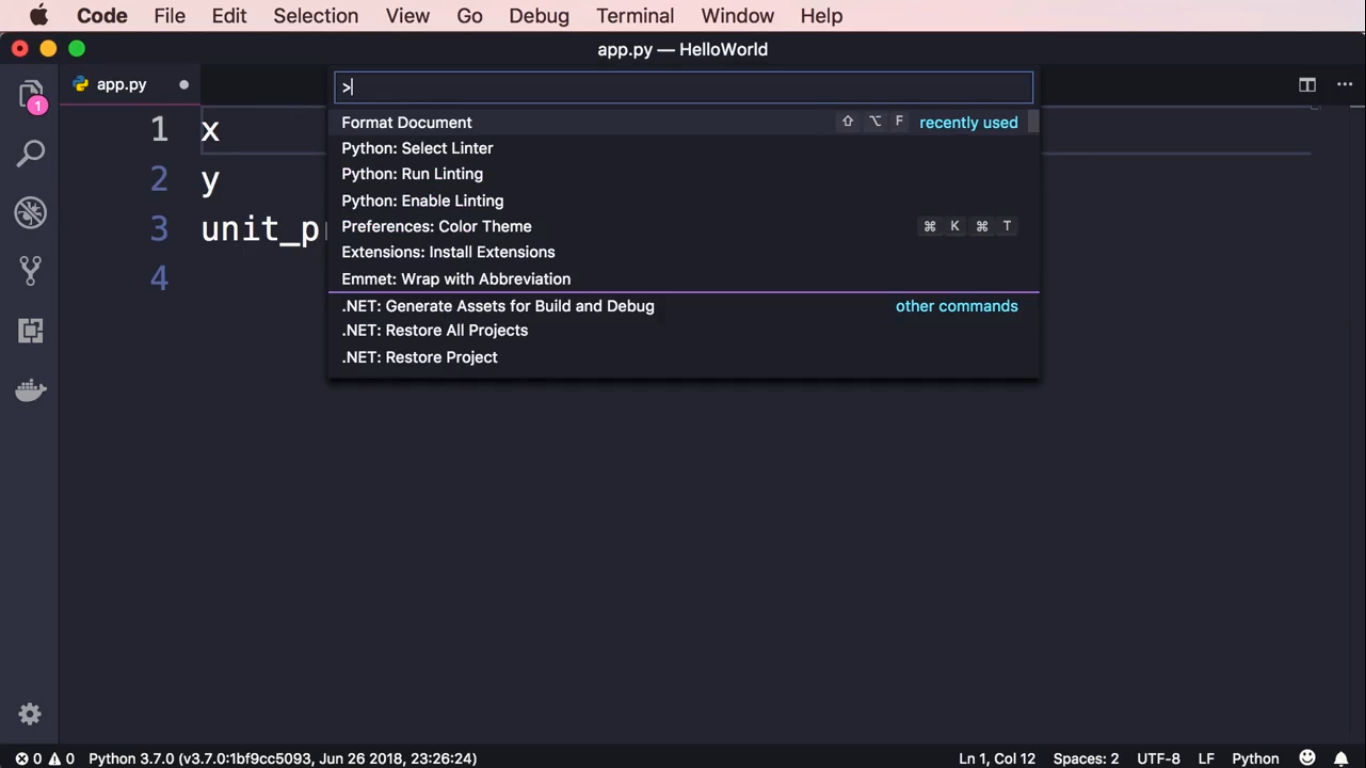 Code File Edit Selection View Go Debug Terminal Window Help
app.py — HelloWorld
app.py
>
1
1 x
2 y
3 unit_p
4
Format Document ⇧ ⌥ F recently used
Python: Select Linter
Python: Run Linting
Python: Enable Linting
Preferences: Color Theme ⌘ K ⌘ T
Extensions: Install Extensions
Emmet: Wrap with Abbreviation
.NET: Generate Assets for Build and Debug other commands
.NET: Restore All Projects
.NET: Restore Project
0 0 Python 3.7.0 (v3.7.0:1bf9cc5093, Jun 26 2018, 23:26:24) Ln 1, Col 12 Spaces: 2 UTF-8 LF Python